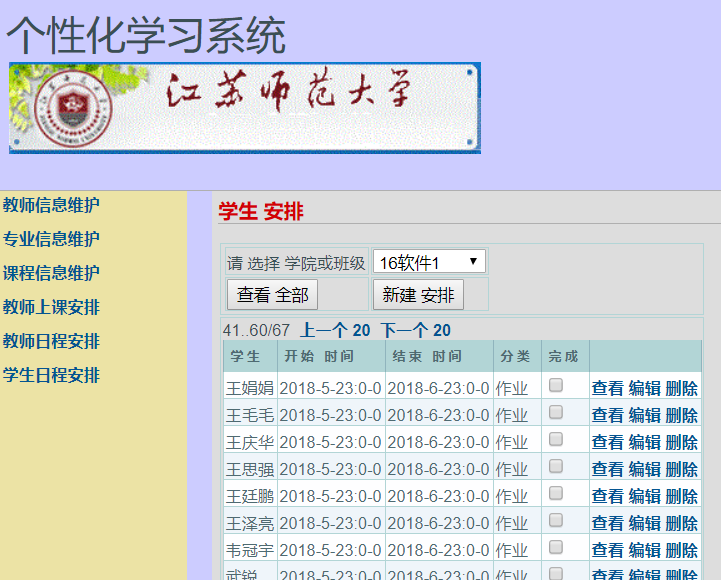 个性化学习系统
江苏师范大学
教师信息维护
专业信息维护
课程信息维护
教师上课安排
教师日程安排
学生日程安排
学生 安排
请 选择 学院或班级 16软件1
查看 全部 新建 安排
41..60/67 上一个 20 下一个 20
学生 开始 时间 结束 时间 分类 完成
王娟娟 2018-5-23:0-0 2018-6-23:0-0 作业 查看 编辑 删除
王毛毛 2018-5-23:0-0 2018-6-23:0-0 作业 查看 编辑 删除
王庆华 2018-5-23:0-0 2018-6-23:0-0 作业 查看 编辑 删除
王思强 2018-5-23:0-0 2018-6-23:0-0 作业 查看 编辑 删除
王廷鹏 2018-5-23:0-0 2018-6-23:0-0 作业 查看 编辑 删除
王泽亮 2018-5-23:0-0 2018-6-23:0-0 作业 查看 编辑 删除
韦冠宇 2018-5-23:0-0 2018-6-23:0-0 作业 查看 编辑 删除
武锐 2018-5-23:0-0 2018-6-23:0-0 作业 查看 编辑 删除